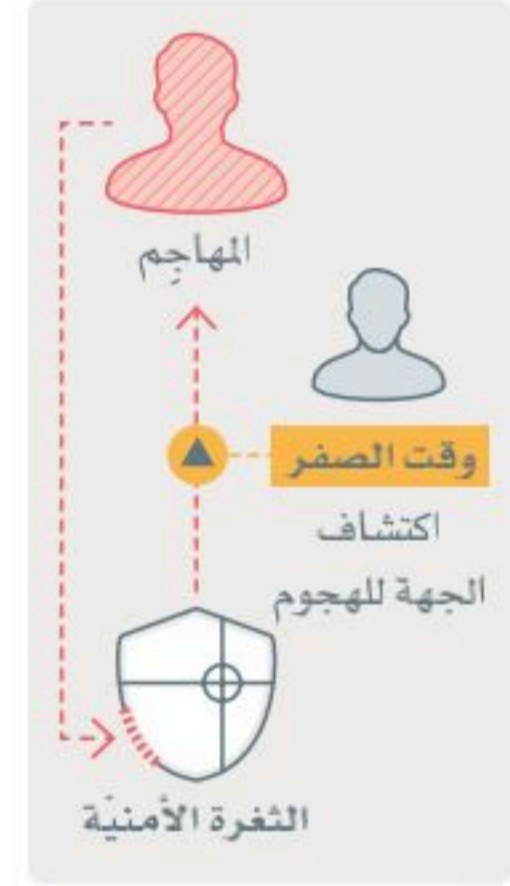 المهاجِم
وقت الصفر
اكتشاف
الجهة للهجوم
الثغرة الأمنيّة